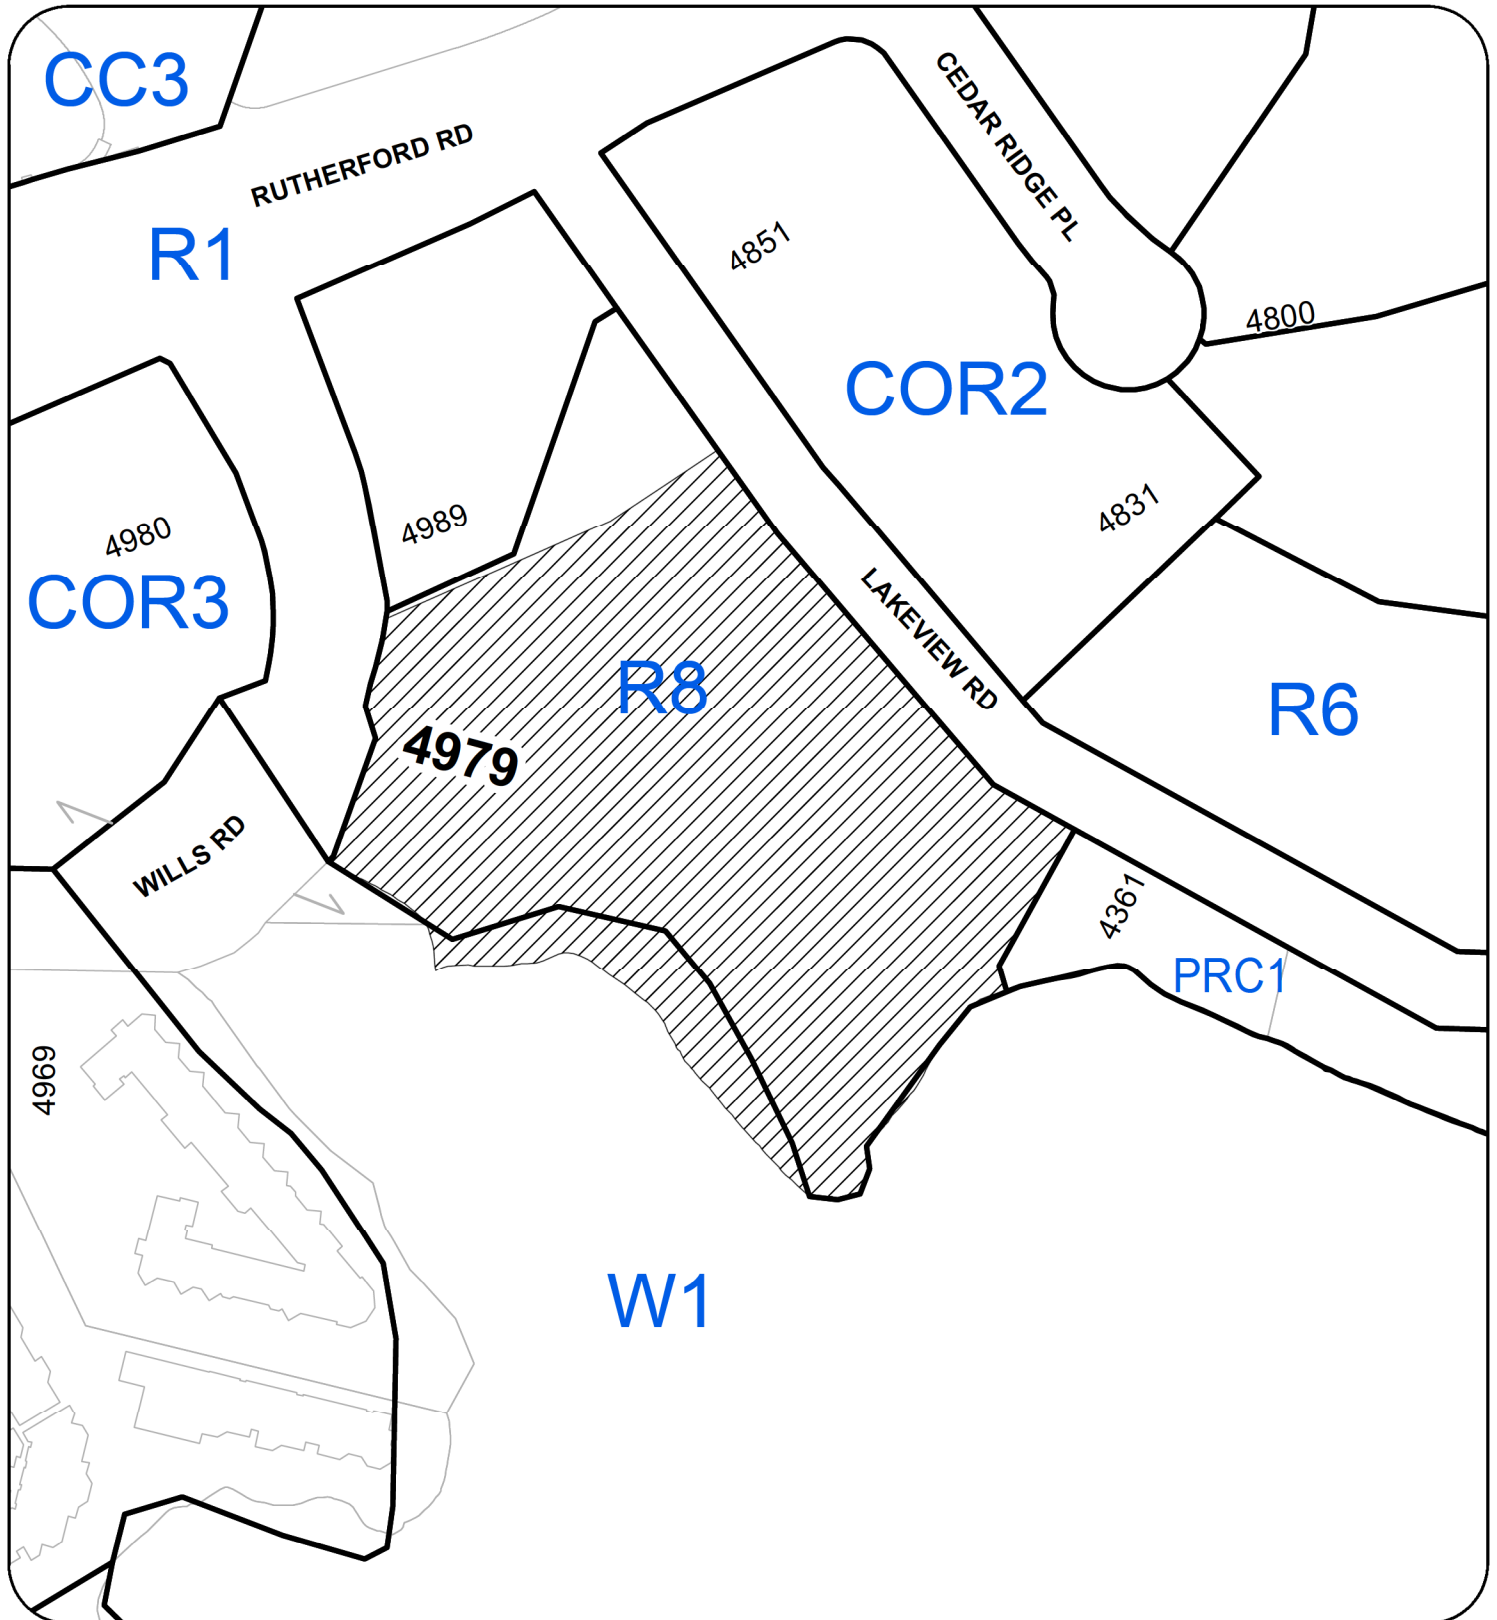 CC3
CEDAR RIDGE PL
RUTHERFORD RD
R1
4851
4800
COR2
4980
4989
4831
COR3
LAKEVIEW RD
R8
R6
4979
WILLS RD
4361
PRC1
4969
W1